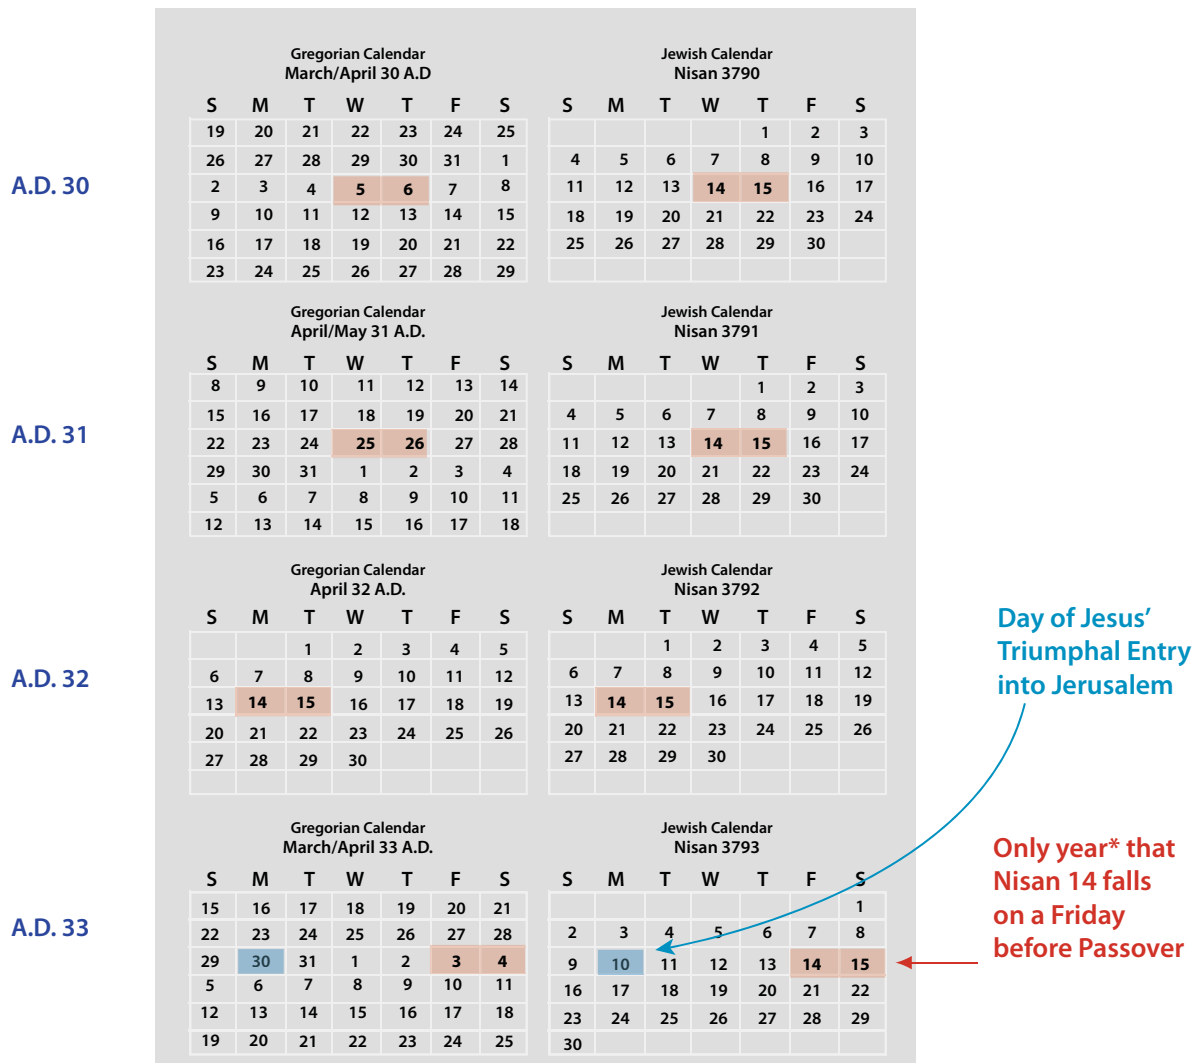 Gregorian Calendar
March/April 30 A.D
S M T W T F S
19 20 21 22 23 24 25
26 27 28 29 30 31 1
2 3 4 5 6 7 8
9 10 11 12 13 14 15
16 17 18 19 20 21 22
23 24 25 26 27 28 29
Jewish Calendar
Nisan 3790
S M T W T F S
1 2 3
4 5 6 7 8 9 10
11 12 13 14 15 16 17
18 19 20 21 22 23 24
25 26 27 28 29 30
A.D. 30
Gregorian Calendar
April/May 31 A.D.
S M T W T F S
8 9 10 11 12 13 14
15 16 17 18 19 20 21
22 23 24 25 26 27 28
29 30 31 1 2 3 4
5 6 7 8 9 10 11
12 13 14 15 16 17 18
Jewish Calendar
Nisan 3791
S M T W T F S
1 2 3
4 5 6 7 8 9 10
11 12 13 14 15 16 17
18 19 20 21 22 23 24
25 26 27 28 29 30
A.D. 31
Gregorian Calendar
April 32 A.D.
S M T W T F S
1 2 3 4 5
6 7 8 9 10 11 12
13 14 15 16 17 18 19
20 21 22 23 24 25 26
27 28 29 30
Jewish Calendar
Nisan 3792
S M T W T F S
1 2 3 4 5
6 7 8 9 10 11 12
13 14 15 16 17 18 19
20 21 22 23 24 25 26
27 28 29 30
A.D. 32
Day of Jesus’
Triumphal Entry
into Jerusalem
Gregorian Calendar
March/April 33 A.D.
S M T W T F S
15 16 17 18 19 20 21
22 23 24 25 26 27 28
29 30 31 1 2 3 4
5 6 7 8 9 10 11
12 13 14 15 16 17 18
19 20 21 22 23 24 25
Jewish Calendar
Nisan 3793
S M T W T F S
1
2 3 4 5 6 7 8
9 10 11 12 13 14 15
16 17 18 19 20 21 22
23 24 25 26 27 28 29
30
A.D. 33
Only year* that
Nisan 14 falls
on a Friday
before Passover